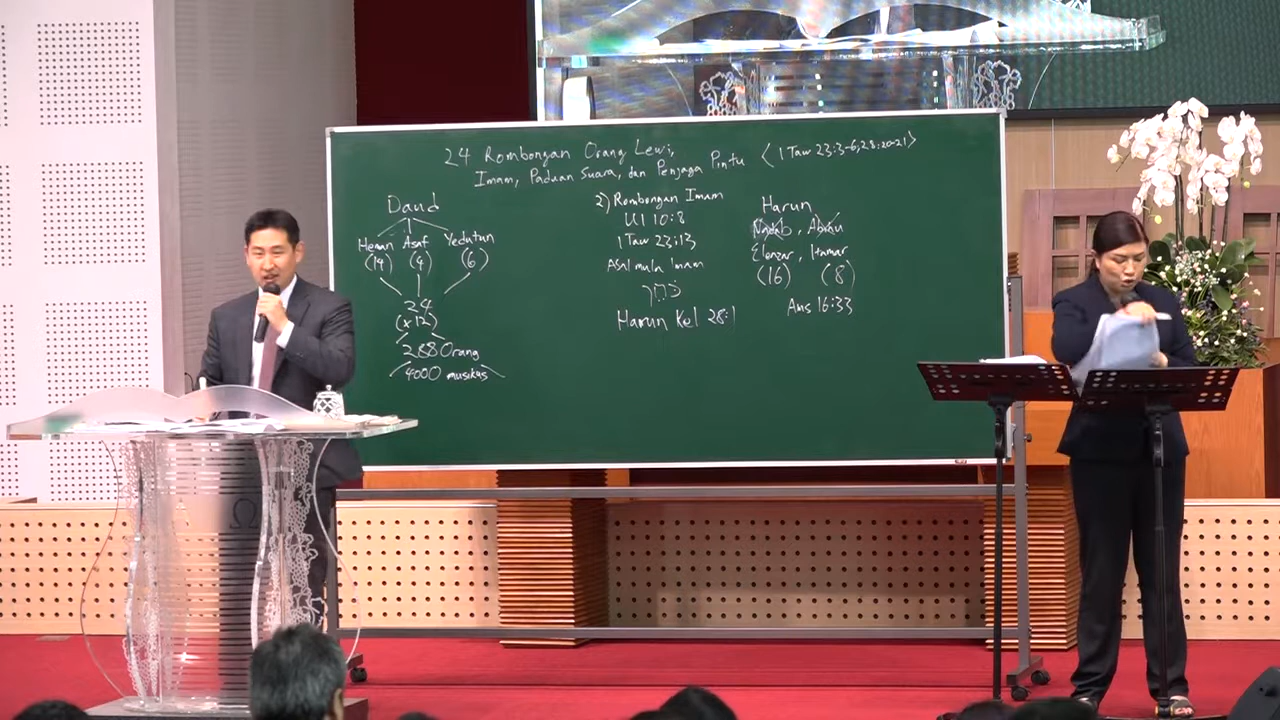 24 Rombongan Orang Lewi,
Imam, Paduan Suara, dan Penjaga Pintu
〈1 Taw 23:3-6; 28:20-21〉
Daud
Heman Asaf Yedutun
(14) (4) (6)
24
(x12)
288 Orang
4000 musikus
2) Rombongan Imam
Ul 10:8
1 Taw 23:13
Asal mula Imam
כהן
Harun Kel 28:1
Harun
Nadab, Abihu
Eleazar, Itamar
(16) (8)
Ams 16:33
Ω